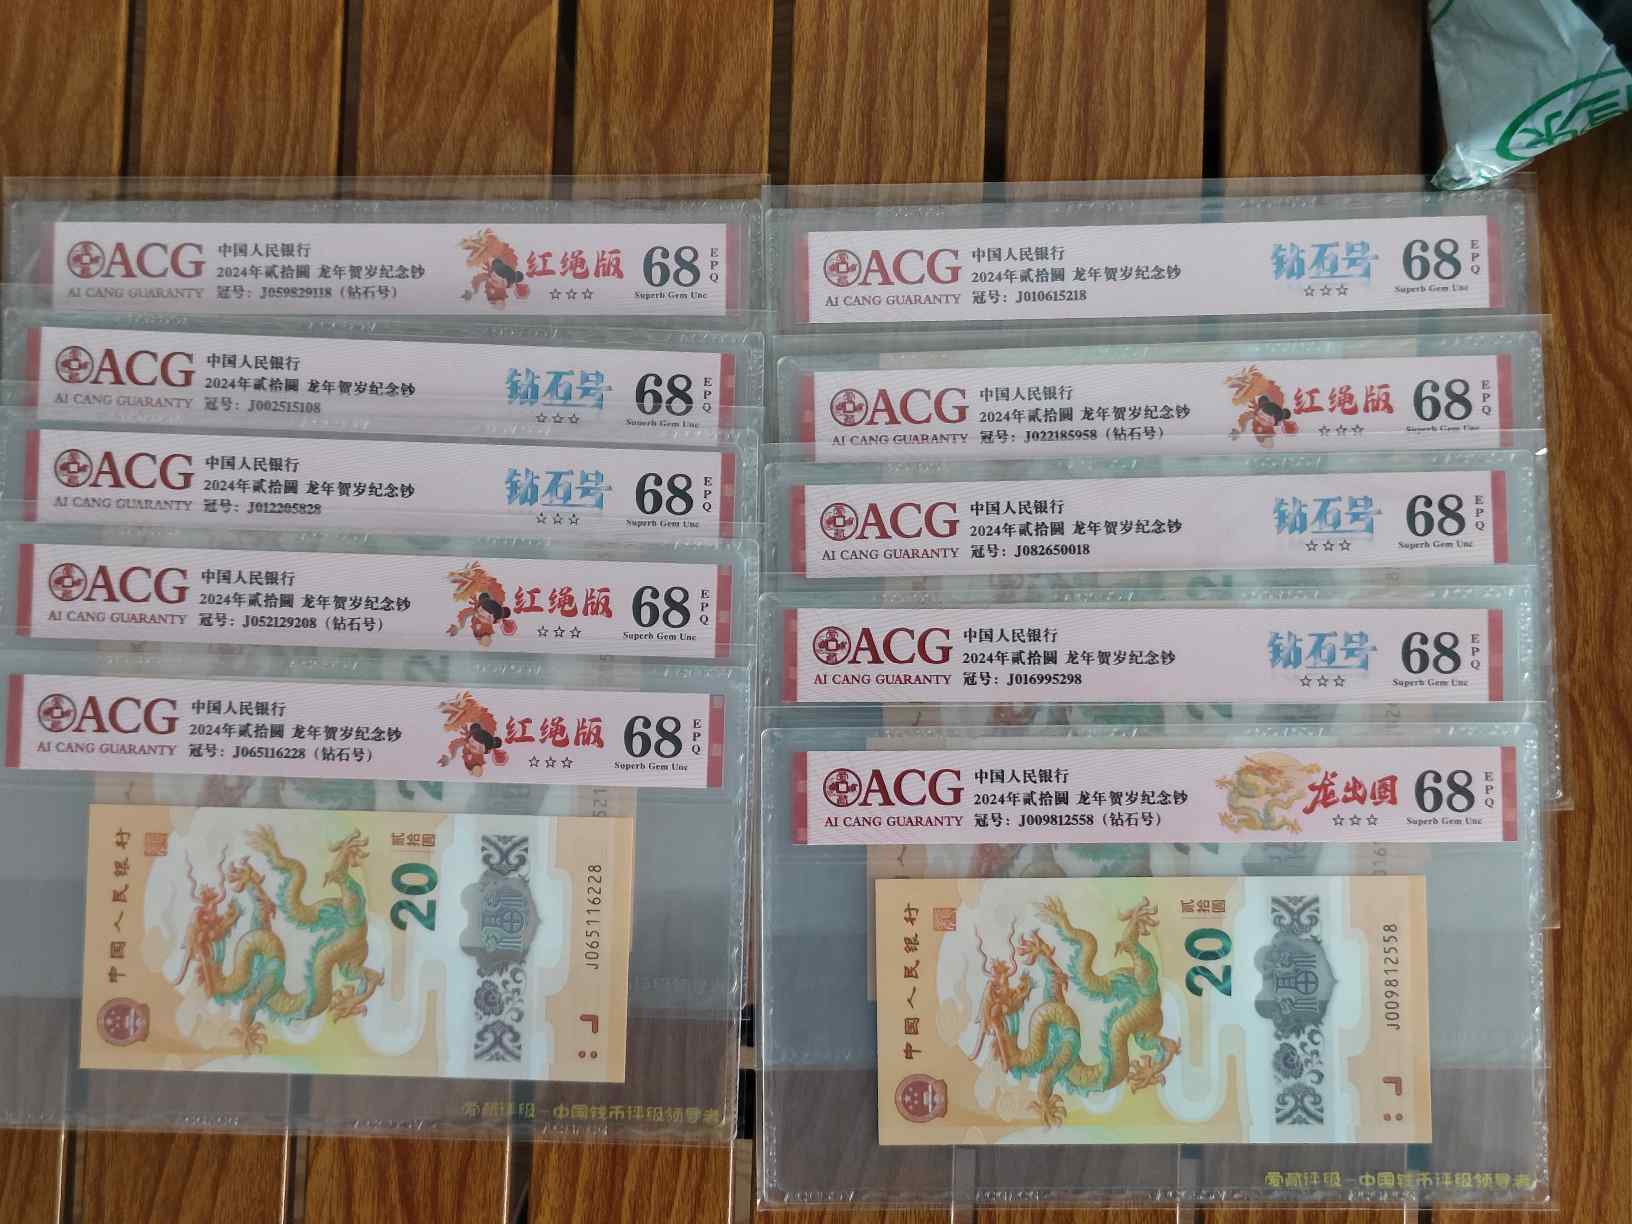 ACG
AI CANG GUARANTY
中国人民银行
2024年贰拾圆 龙年贺岁纪念钞
冠号：J059829118（钻石号）
红绳版
☆☆☆
68
EPQ
Superb Gem Unc
ACG
AI CANG GUARANTY
中国人民银行
2024年贰拾圆 龙年贺岁纪念钞
冠号：J002515108
钻石号
☆☆☆
68
EPQ
Superb Gem Unc
ACG
AI CANG GUARANTY
中国人民银行
2024年贰拾圆 龙年贺岁纪念钞
冠号：J012205828
钻石号
☆☆☆
68
EPQ
Superb Gem Unc
ACG
AI CANG GUARANTY
中国人民银行
2024年贰拾圆 龙年贺岁纪念钞
冠号：J052129208（钻石号）
红绳版
☆☆☆
68
EPQ
Superb Gem Unc
ACG
AI CANG GUARANTY
中国人民银行
2024年贰拾圆 龙年贺岁纪念钞
冠号：J065116228（钻石号）
红绳版
☆☆☆
68
EPQ
Superb Gem Unc
中国人民银行
贰拾圆
20
福
J065116228
爱藏评级-中国钱币评级领导者
ACG
AI CANG GUARANTY
中国人民银行
2024年贰拾圆 龙年贺岁纪念钞
冠号：J010615218
钻石号
☆☆☆
68
EPQ
Superb Gem Unc
ACG
AI CANG GUARANTY
中国人民银行
2024年贰拾圆 龙年贺岁纪念钞
冠号：J022185958（钻石号）
红绳版
☆☆☆
68
EPQ
Superb Gem Unc
ACG
AI CANG GUARANTY
中国人民银行
2024年贰拾圆 龙年贺岁纪念钞
冠号：J082650018
钻石号
☆☆☆
68
EPQ
Superb Gem Unc
ACG
AI CANG GUARANTY
中国人民银行
2024年贰拾圆 龙年贺岁纪念钞
冠号：J016995298
钻石号
☆☆☆
68
EPQ
Superb Gem Unc
ACG
AI CANG GUARANTY
中国人民银行
2024年贰拾圆 龙年贺岁纪念钞
冠号：J009812558（钻石号）
龙出圆
☆☆☆
68
EPQ
Superb Gem Unc
中国人民银行
贰拾圆
20
福
J009812558
爱藏评级-中国钱币评级领导者